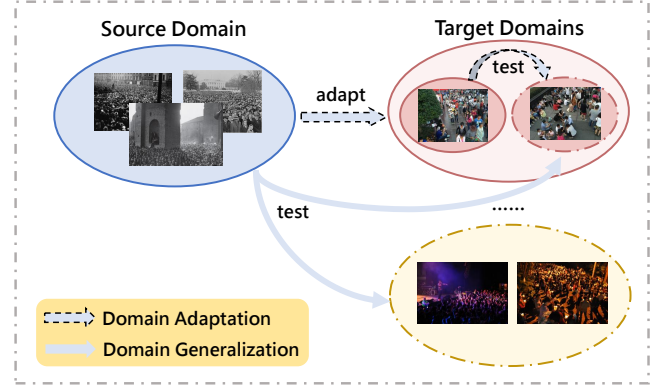 Source Domain
Target Domains
test
adapt
test
......
Domain Adaptation
Domain Generalization